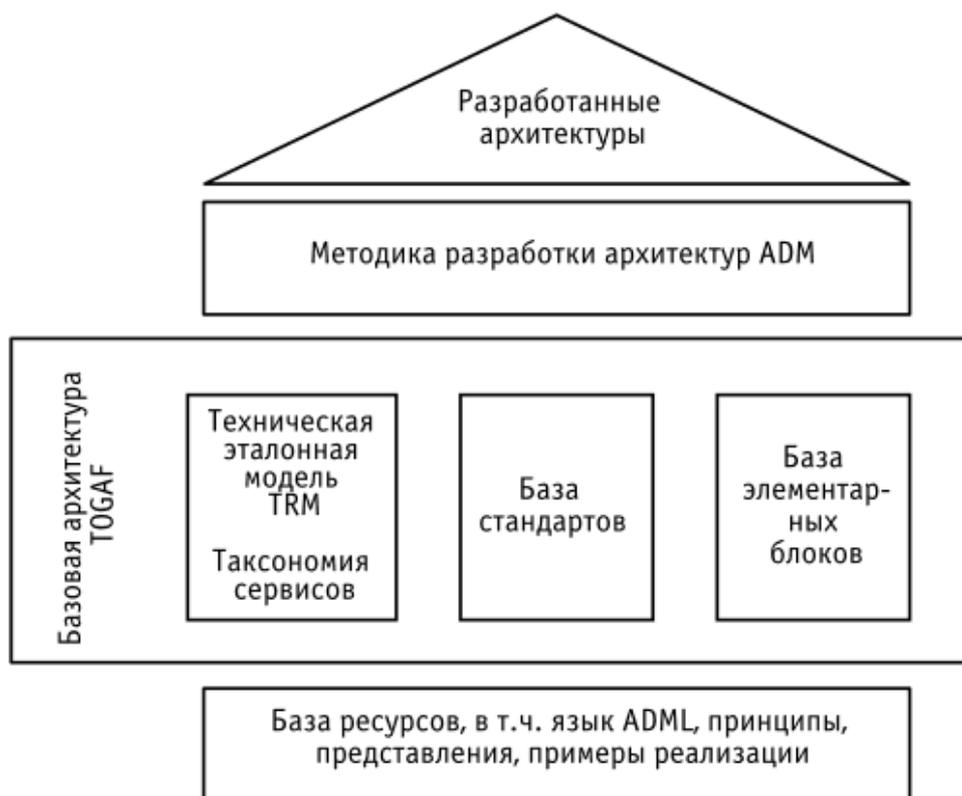 Разработанные
архитектуры
Методика разработки архитектур ADM
Базовая архитектура
TOGAF
Техническая
эталонная
модель
TRM
Таксономия
сервисов
База
стандартов
База
элементар-
ных
блоков
База ресурсов, в т.ч. язык ADML, принципы,
представления, примеры реализации